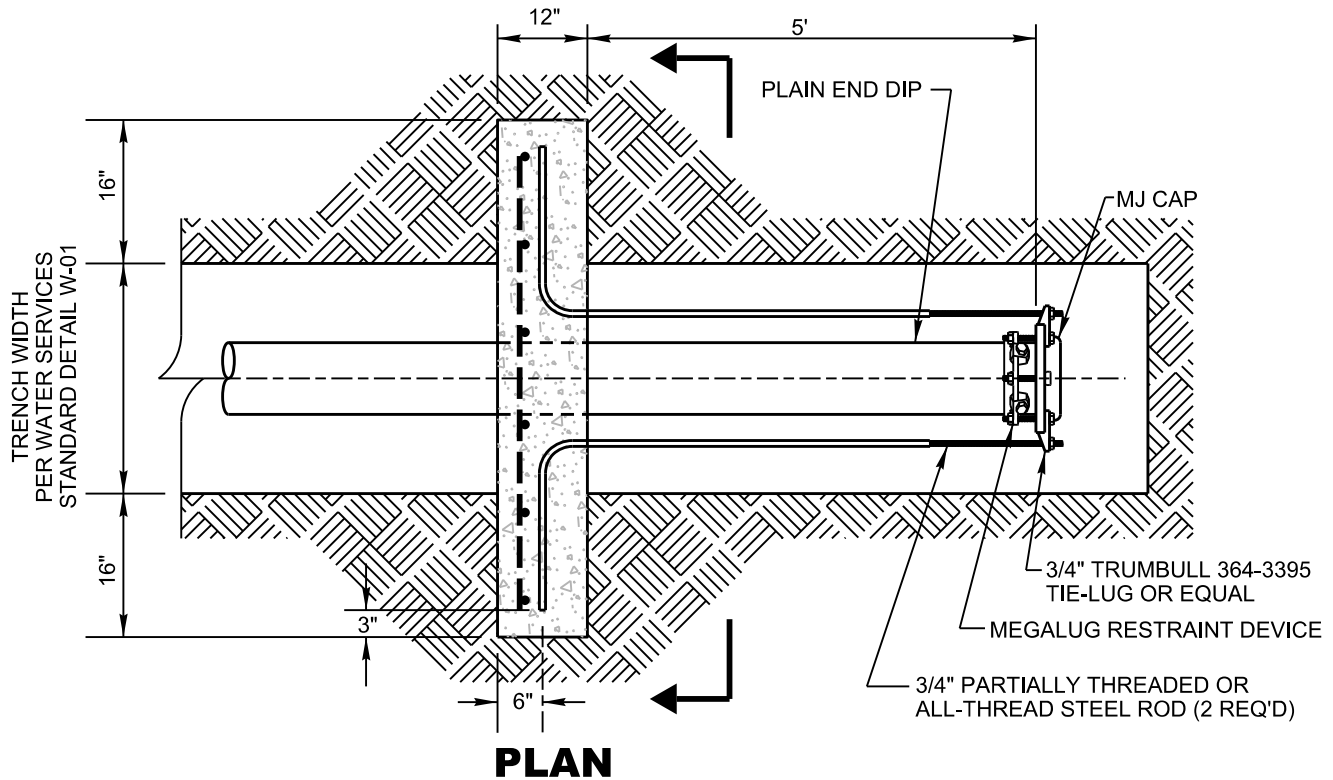 12"
5'
PLAIN END DIP
16"
MJ CAP
TRENCH WIDTH
PER WATER SERVICES
STANDARD DETAIL W-01
16"
3"
6"
3/4" TRUMBULL 364-3395
TIE-LUG OR EQUAL
MEGALUG RESTRAINT DEVICE
3/4" PARTIALLY THREADED OR
ALL-THREAD STEEL ROD (2 REQ'D)
PLAN